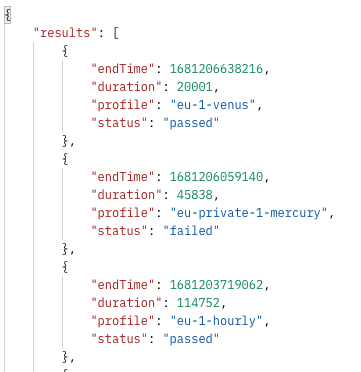 {
    "results": [
        {
            "endTime": 1681206638216,
            "duration": 20001,
            "profile": "eu-1-venus",
            "status": "passed"
        },
        {
            "endTime": 1681206059140,
            "duration": 45838,
            "profile": "eu-private-1-mercury",
            "status": "failed"
        },
        {
            "endTime": 1681203719062,
            "duration": 114752,
            "profile": "eu-1-hourly",
            "status": "passed"
        },
        {